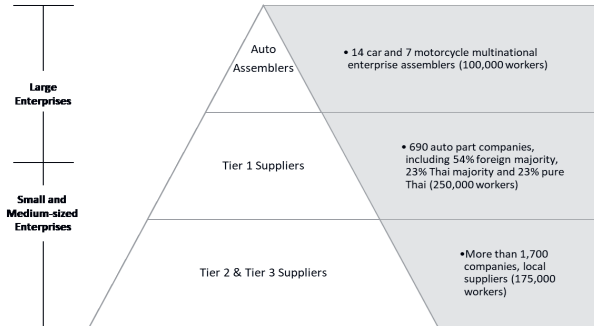 Auto
Assemblers
• 14 car and 7 motorcycle multinational
enterprise assemblers (100,000 workers)
Large
Enterprises
Tier 1 Suppliers
• 690 auto part companies,
including 54% foreign majority,
23% Thai majority and 23% pure
Thai (250,000 workers)
Small and
Medium-sized
Enterprises
Tier 2 & Tier 3 Suppliers
•More than 1,700
companies, local
suppliers (175,000
workers)